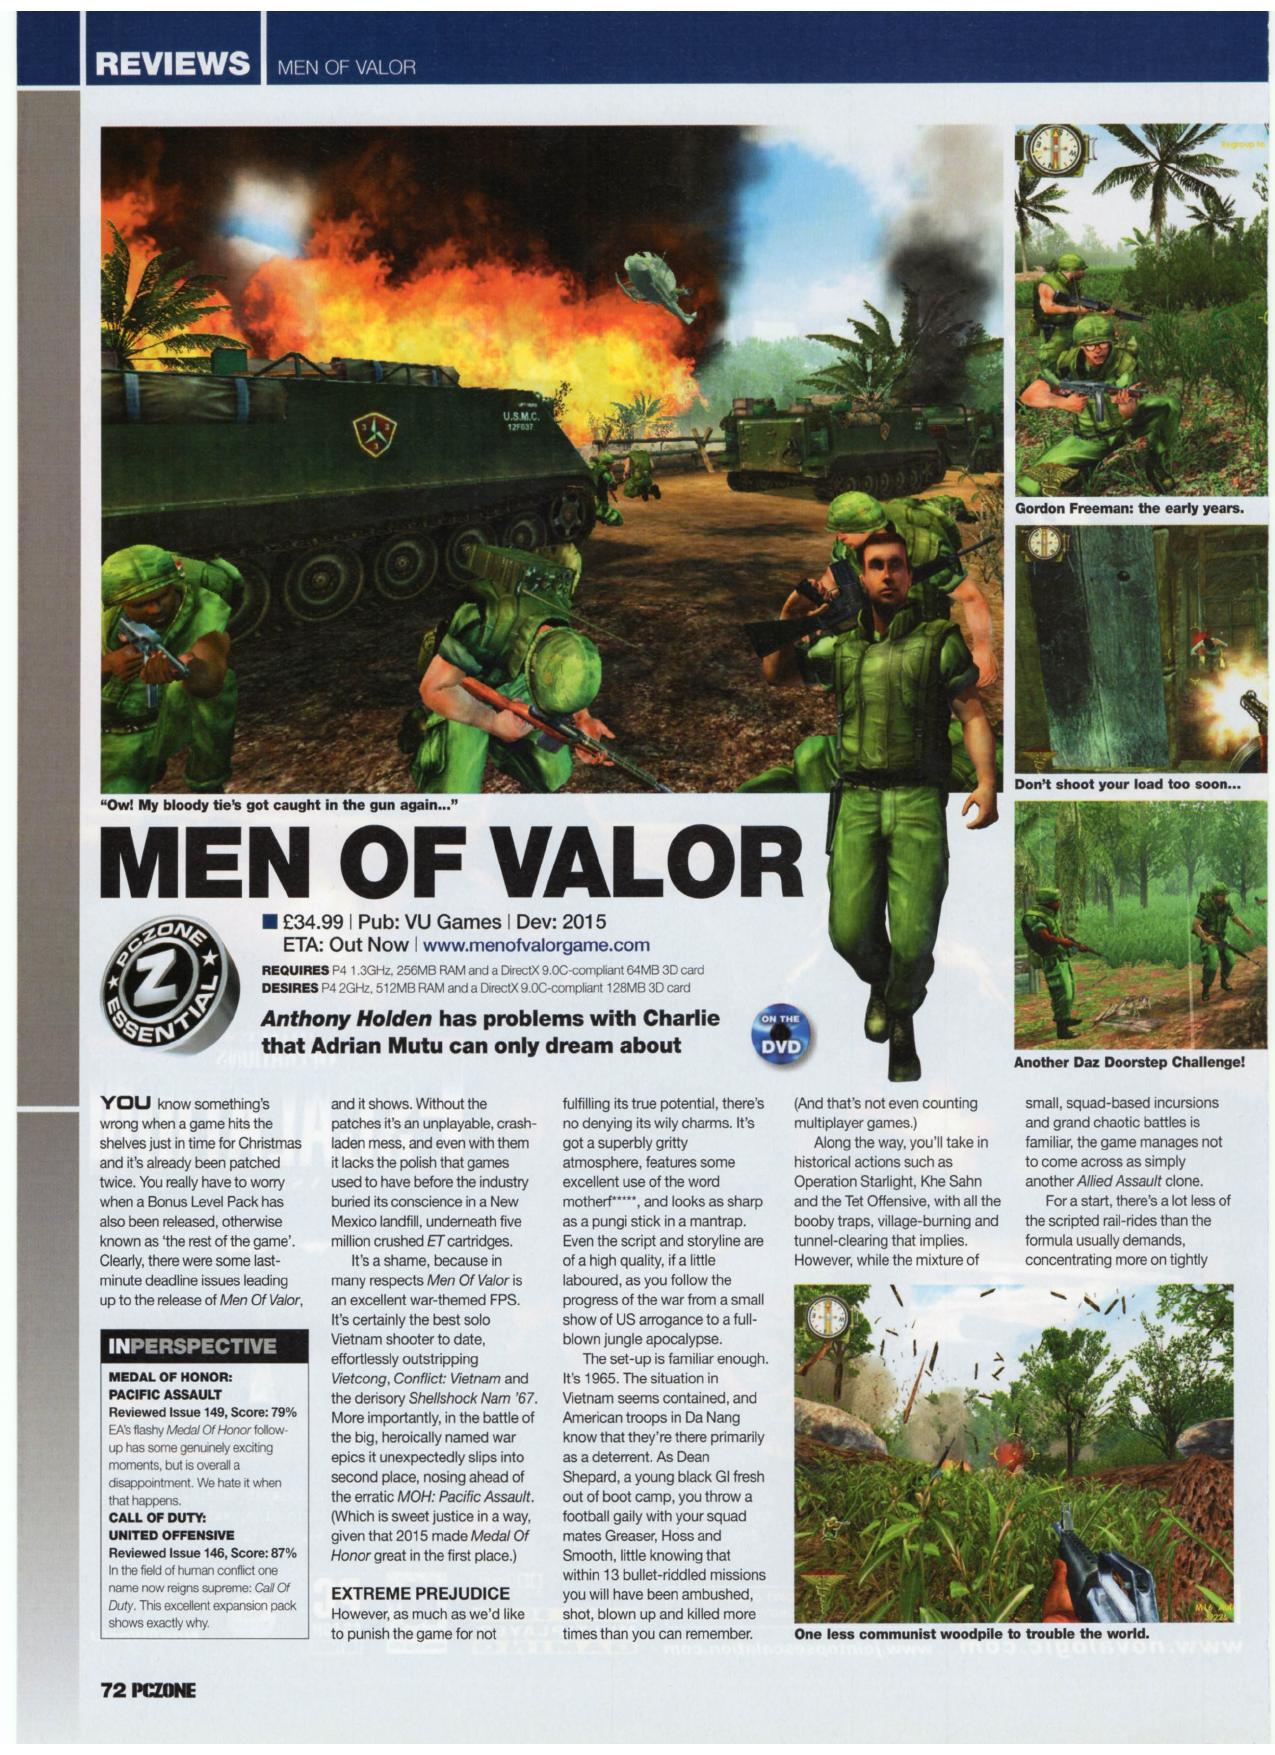 REVIEWS
MEN OF VALOR
Regroup to
U.S.M.C.
12F037
Gordon Freeman: the early years.
Don't shoot your load too soon...
Another Daz Doorstep Challenge!
"Ow! My bloody tie's got caught in the gun again..."
MEN OF VALOR
PCZONE
Z
ESSENTIAL
£34.99 | Pub: VU Games | Dev: 2015
ETA: Out Now | www.menofvalorgame.com
REQUIRES P4 1.3GHz, 256MB RAM and a DirectX 9.0C-compliant 64MB 3D card
DESIRES P4 2GHz, 512MB RAM and a DirectX 9.0C-compliant 128MB 3D card
Anthony Holden has problems with Charlie
that Adrian Mutu can only dream about
ON THE
DVD
YOU know something's
wrong when a game hits the
shelves just in time for Christmas
and it's already been patched
twice. You really have to worry
when a Bonus Level Pack has
also been released, otherwise
known as 'the rest of the game'.
Clearly, there were some last-
minute deadline issues leading
up to the release of Men Of Valor,
and it shows. Without the
patches it's an unplayable, crash-
laden mess, and even with them
it lacks the polish that games
used to have before the industry
buried its conscience in a New
Mexico landfill, underneath five
million crushed ET cartridges.
It's a shame, because in
many respects Men Of Valor is
an excellent war-themed FPS.
It's certainly the best solo
Vietnam shooter to date,
effortlessly outstripping
Vietcong, Conflict: Vietnam and
the derisory Shellshock Nam '67.
More importantly, in the battle of
the big, heroically named war
epics it unexpectedly slips into
second place, nosing ahead of
the erratic MOH: Pacific Assault.
(Which is sweet justice in a way,
given that 2015 made Medal Of
Honor great in the first place.)
EXTREME PREJUDICE
However, as much as we'd like
to punish the game for not
fulfilling its true potential, there's
no denying its wily charms. It's
got a superbly gritty
atmosphere, features some
excellent use of the word
motherf*****, and looks as sharp
as a pungi stick in a mantrap.
Even the script and storyline are
of a high quality, if a little
laboured, as you follow the
progress of the war from a small
show of US arrogance to a full-
blown jungle apocalypse.
The set-up is familiar enough.
It's 1965. The situation in
Vietnam seems contained, and
American troops in Da Nang
know that they're there primarily
as a deterrent. As Dean
Shepard, a young black GI fresh
out of boot camp, you throw a
football gaily with your squad
mates Greaser, Hoss and
Smooth, little knowing that
within 13 bullet-riddled missions
you will have been ambushed,
shot, blown up and killed more
times than you can remember.
(And that's not even counting
multiplayer games.)
Along the way, you'll take in
historical actions such as
Operation Starlight, Khe Sahn
and the Tet Offensive, with all the
booby traps, village-burning and
tunnel-clearing that implies.
However, while the mixture of
small, squad-based incursions
and grand chaotic battles is
familiar, the game manages not
to come across as simply
another Allied Assault clone.
For a start, there's a lot less of
the scripted rail-rides than the
formula usually demands,
concentrating more on tightly
INPERSPECTIVE
MEDAL OF HONOR:
PACIFIC ASSAULT
Reviewed Issue 149, Score: 79%
EA's flashy Medal Of Honor follow-
up has some genuinely exciting
moments, but is overall a
disappointment. We hate it when
that happens.
CALL OF DUTY:
UNITED OFFENSIVE
Reviewed Issue 146, Score: 87%
In the field of human conflict one
name now reigns supreme: Call Of
Duty. This excellent expansion pack
shows exactly why.
One less communist woodpile to trouble the world.
72 PCZONE